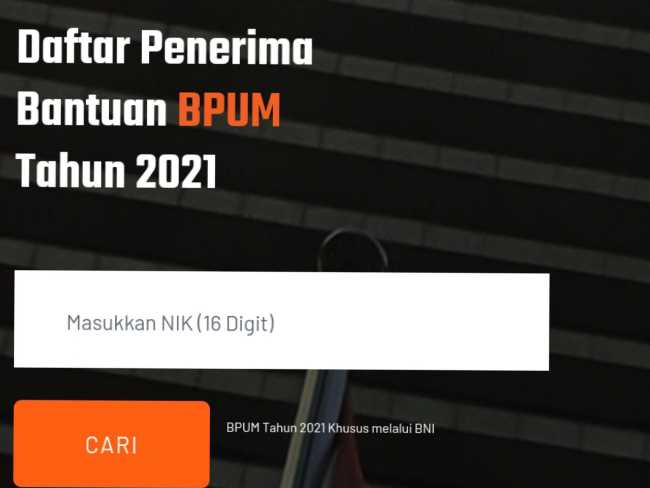 Daftar Penerima
Bantuan BPUM
Tahun 2021
Masukkan NIK (16 Digit)
CARI
BPUM Tahun 2021 Khusus melalui BNI